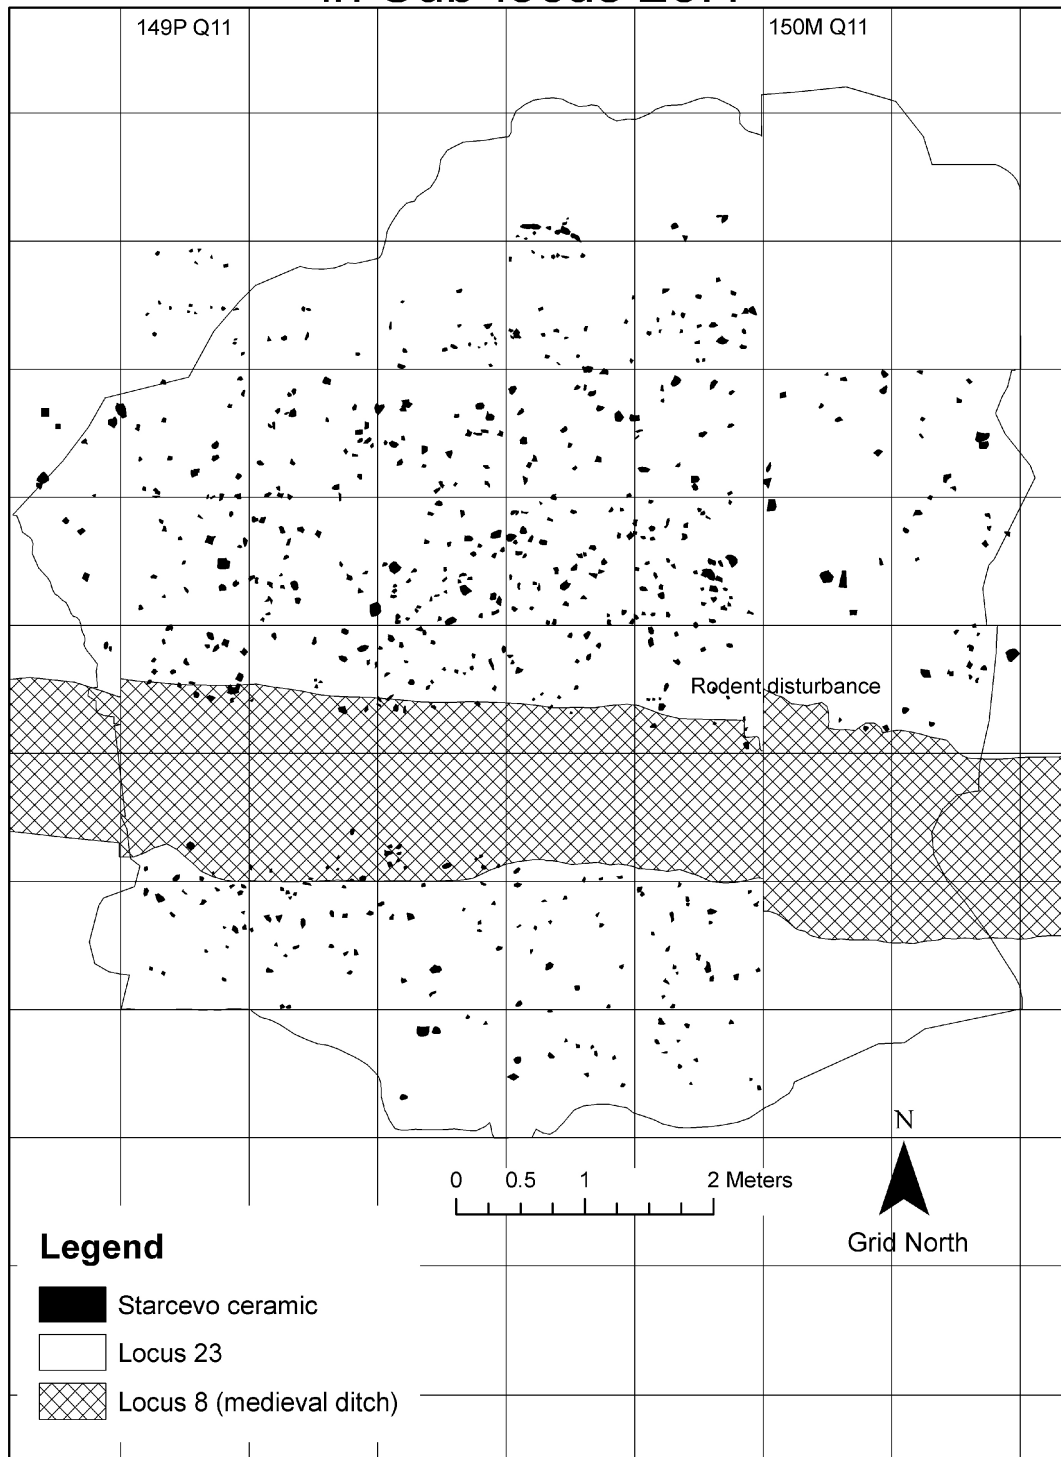 149P Q11
150M Q11
Rodent disturbance
N
0 0.5 1 2 Meters
Grid North
Legend
Starcevo ceramic
Locus 23
Locus 8 (medieval ditch)